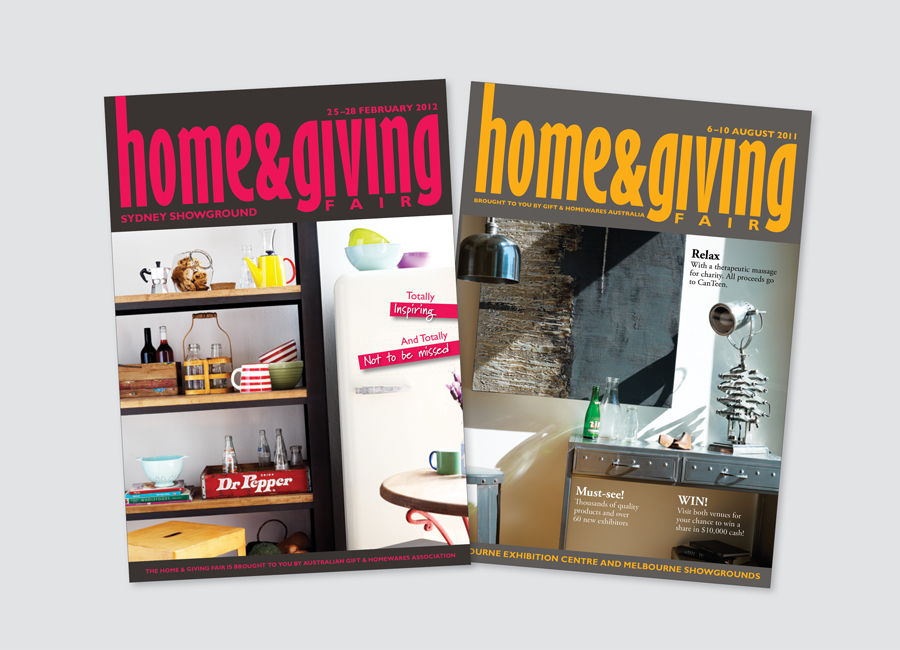 25–28 FEBRUARY 2012
home&giving
FAIR
SYDNEY SHOWGROUND
Totally
Inspiring
And Totally
Not to be missed
DRINK
Dr Pepper
THE HOME & GIVING FAIR IS BROUGHT TO YOU BY AUSTRALIAN GIFT & HOMEWARES ASSOCIATION
6–10 AUGUST 2011
home&giving
BROUGHT TO YOU BY GIFT & HOMEWARES AUSTRALIA
FAIR
Relax
With a therapeutic massage
for charity. All proceeds go
to CanTeen.
Must-see!
Thousands of quality
products and over
60 new exhibitors
WIN!
Visit both venues for
your chance to win a
share in $10,000 cash!
OURNE EXHIBITION CENTRE AND MELBOURNE SHOWGROUNDS